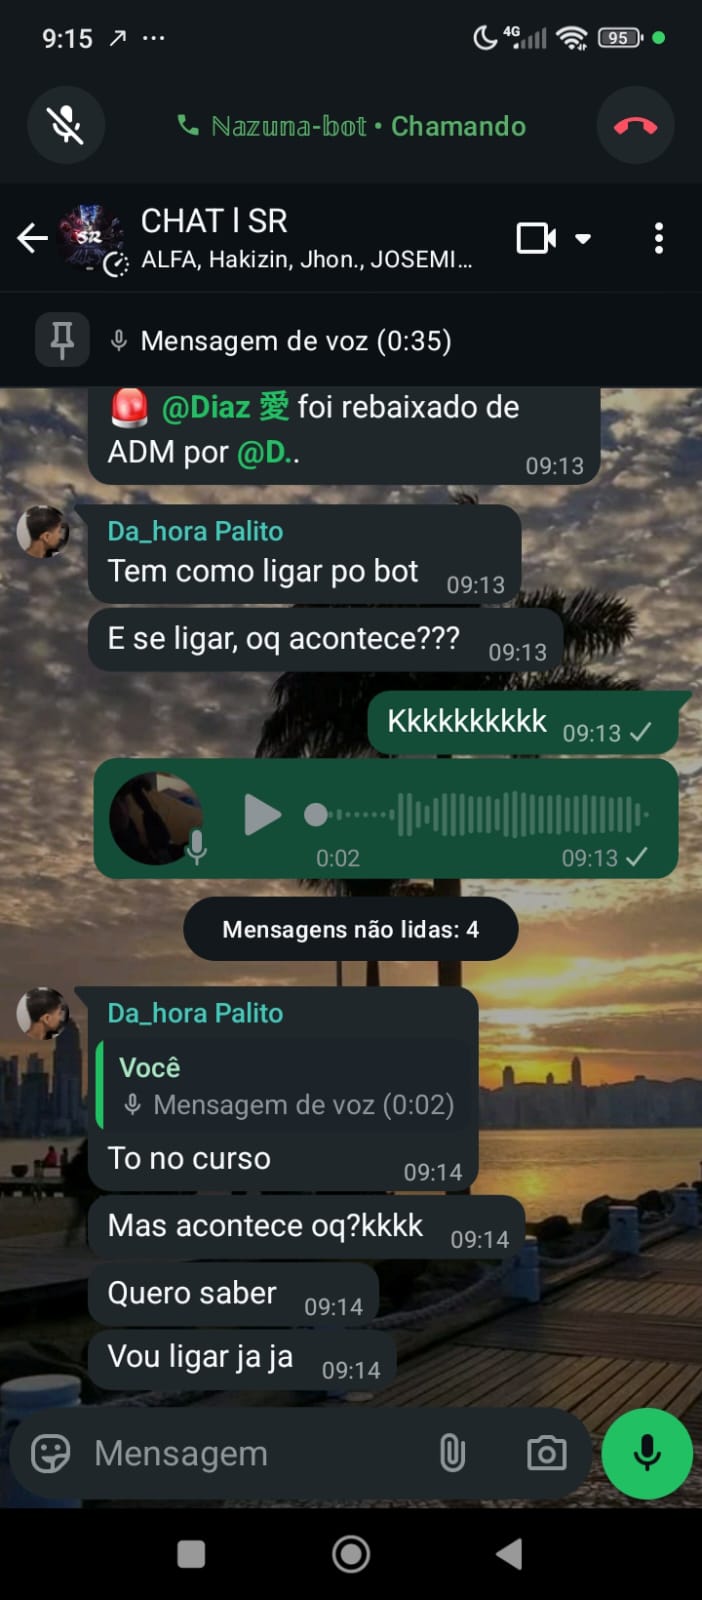 9:15
4G
95
ℕ𝕒𝕫𝕦𝕟𝕒-𝕓𝕠𝕥 • Chamando
CHAT l SR
SR
ALFA, Hakizin, Jhon., JOSEMI...
Mensagem de voz (0:35)
🚨 @Diaz 愛 foi rebaixado de
ADM por @D..
09:13
Da_hora Palito
Tem como ligar po bot
09:13
E se ligar, oq acontece???
09:13
Kkkkkkkkkk
09:13
0:02
09:13
Mensagens não lidas: 4
Da_hora Palito
Você
Mensagem de voz (0:02)
To no curso
09:14
Mas acontece oq?kkkk
09:14
Quero saber
09:14
Vou ligar ja ja
09:14
Mensagem